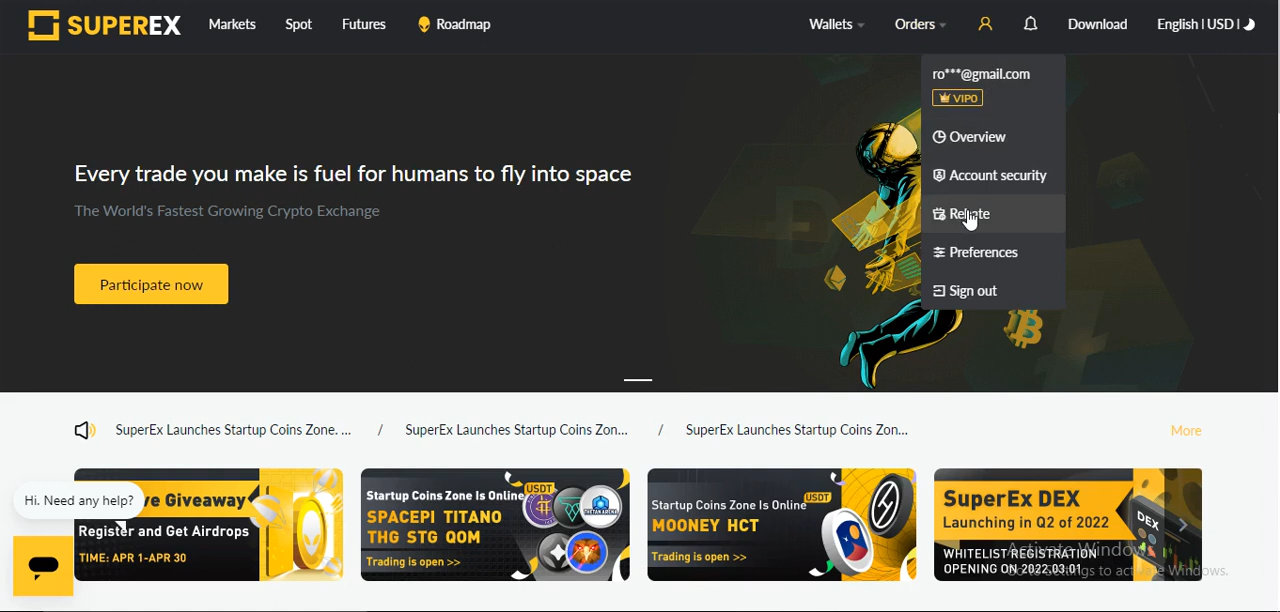 SUPEREX Markets Spot Futures Roadmap Wallets Orders Download English | USD |
ro***@gmail.com
VIP0
Overview
Account security
Rebate
Preferences
Sign out
Every trade you make is fuel for humans to fly into space
The World's Fastest Growing Crypto Exchange
Participate now
SuperEx Launches Startup Coins Zone. ... / SuperEx Launches Startup Coins Zon... / SuperEx Launches Startup Coins Zon... More
Hi. Need any help?
ve Giveaway
Register and Get Airdrops
TIME: APR 1-APR 30
Startup Coins Zone Is Online
USDT
SPACEPI TITANO
THG STG QOM
Trading is open >>
Startup Coins Zone Is Online
USDT
MOONEY HCT
Trading is open >>
SuperEx DEX
Launching in Q2 of 2022
DEX
WHITELIST REGISTRATION
OPENING ON 2022.03.01
Activate Windows
Go to Settings to activate Windows.